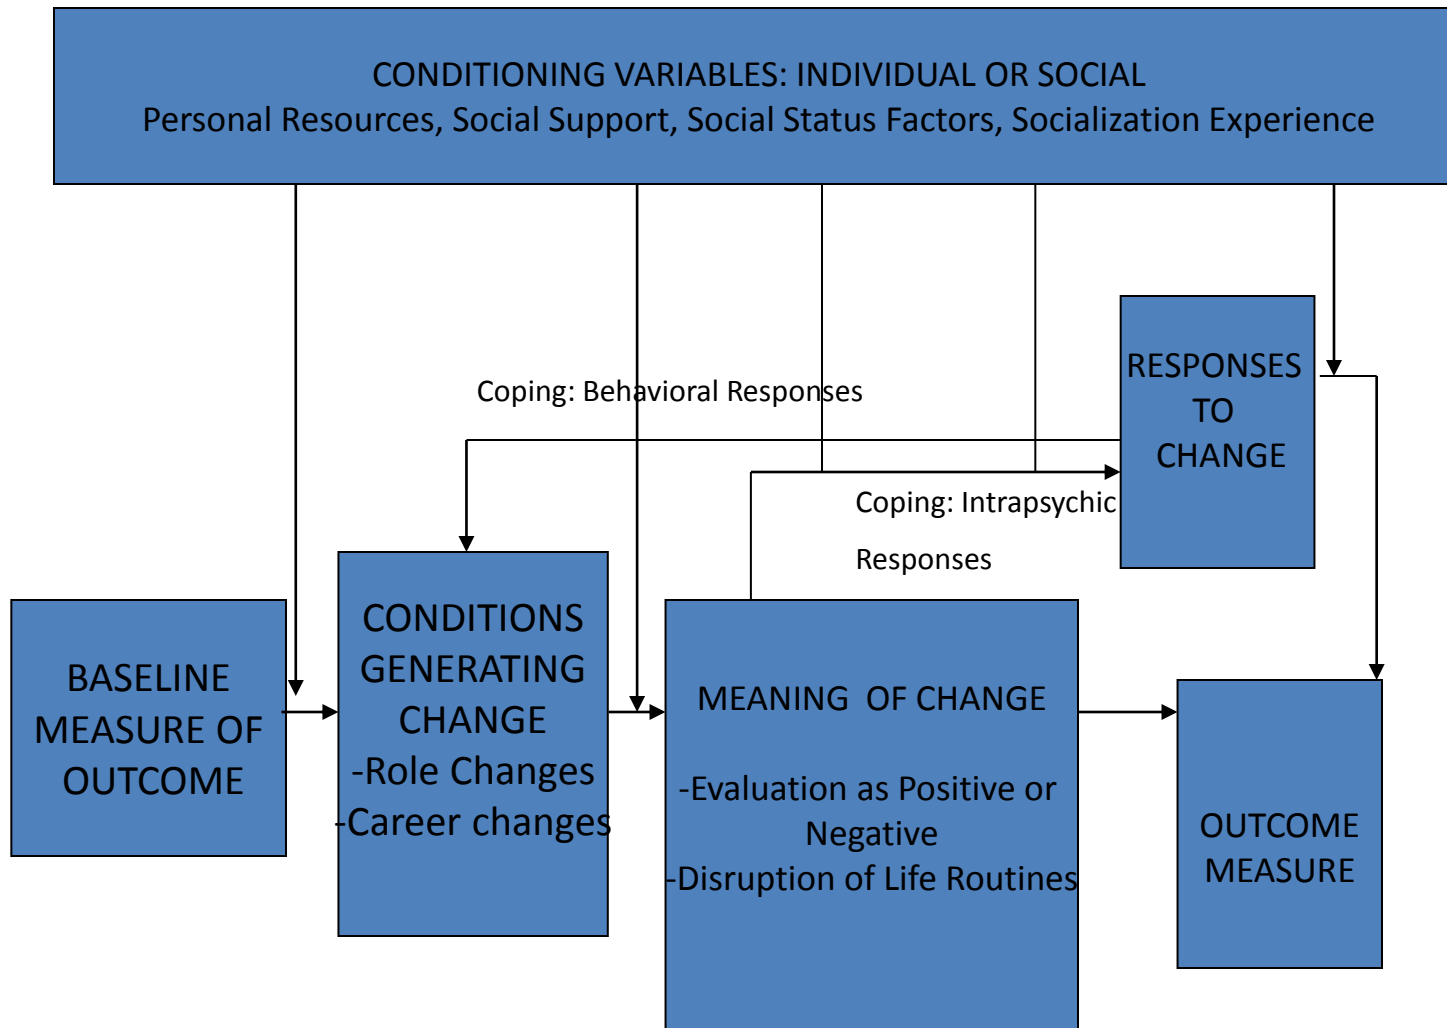 CONDITIONING VARIABLES: INDIVIDUAL OR SOCIAL
Personal Resources, Social Support, Social Status Factors, Socialization Experience
RESPONSES
TO
CHANGE
Coping: Behavioral Responses
Coping: Intrapsychic
Responses
BASELINE
MEASURE OF
OUTCOME
CONDITIONS
GENERATING
CHANGE
-Role Changes
-Career changes
MEANING OF CHANGE
-Evaluation as Positive or
Negative
-Disruption of Life Routines
OUTCOME
MEASURE